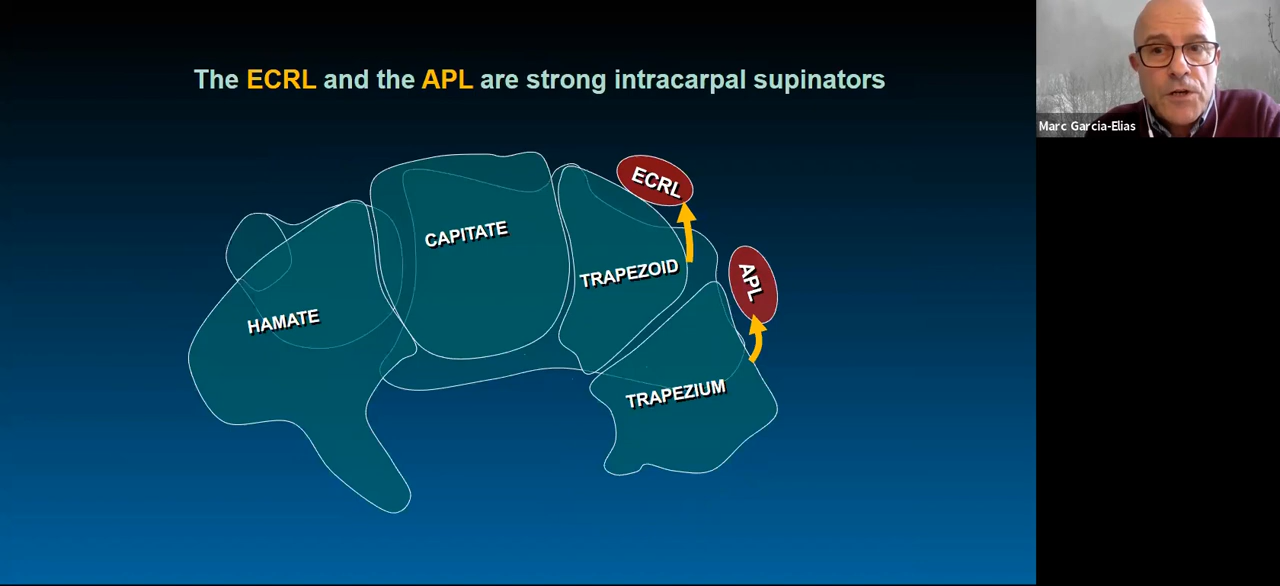 The ECRL and the APL are strong intracarpal supinators
Marc Garcia-Elias
ECRL
CAPITATE
TRAPEZOID
APL
HAMATE
TRAPEZIUM